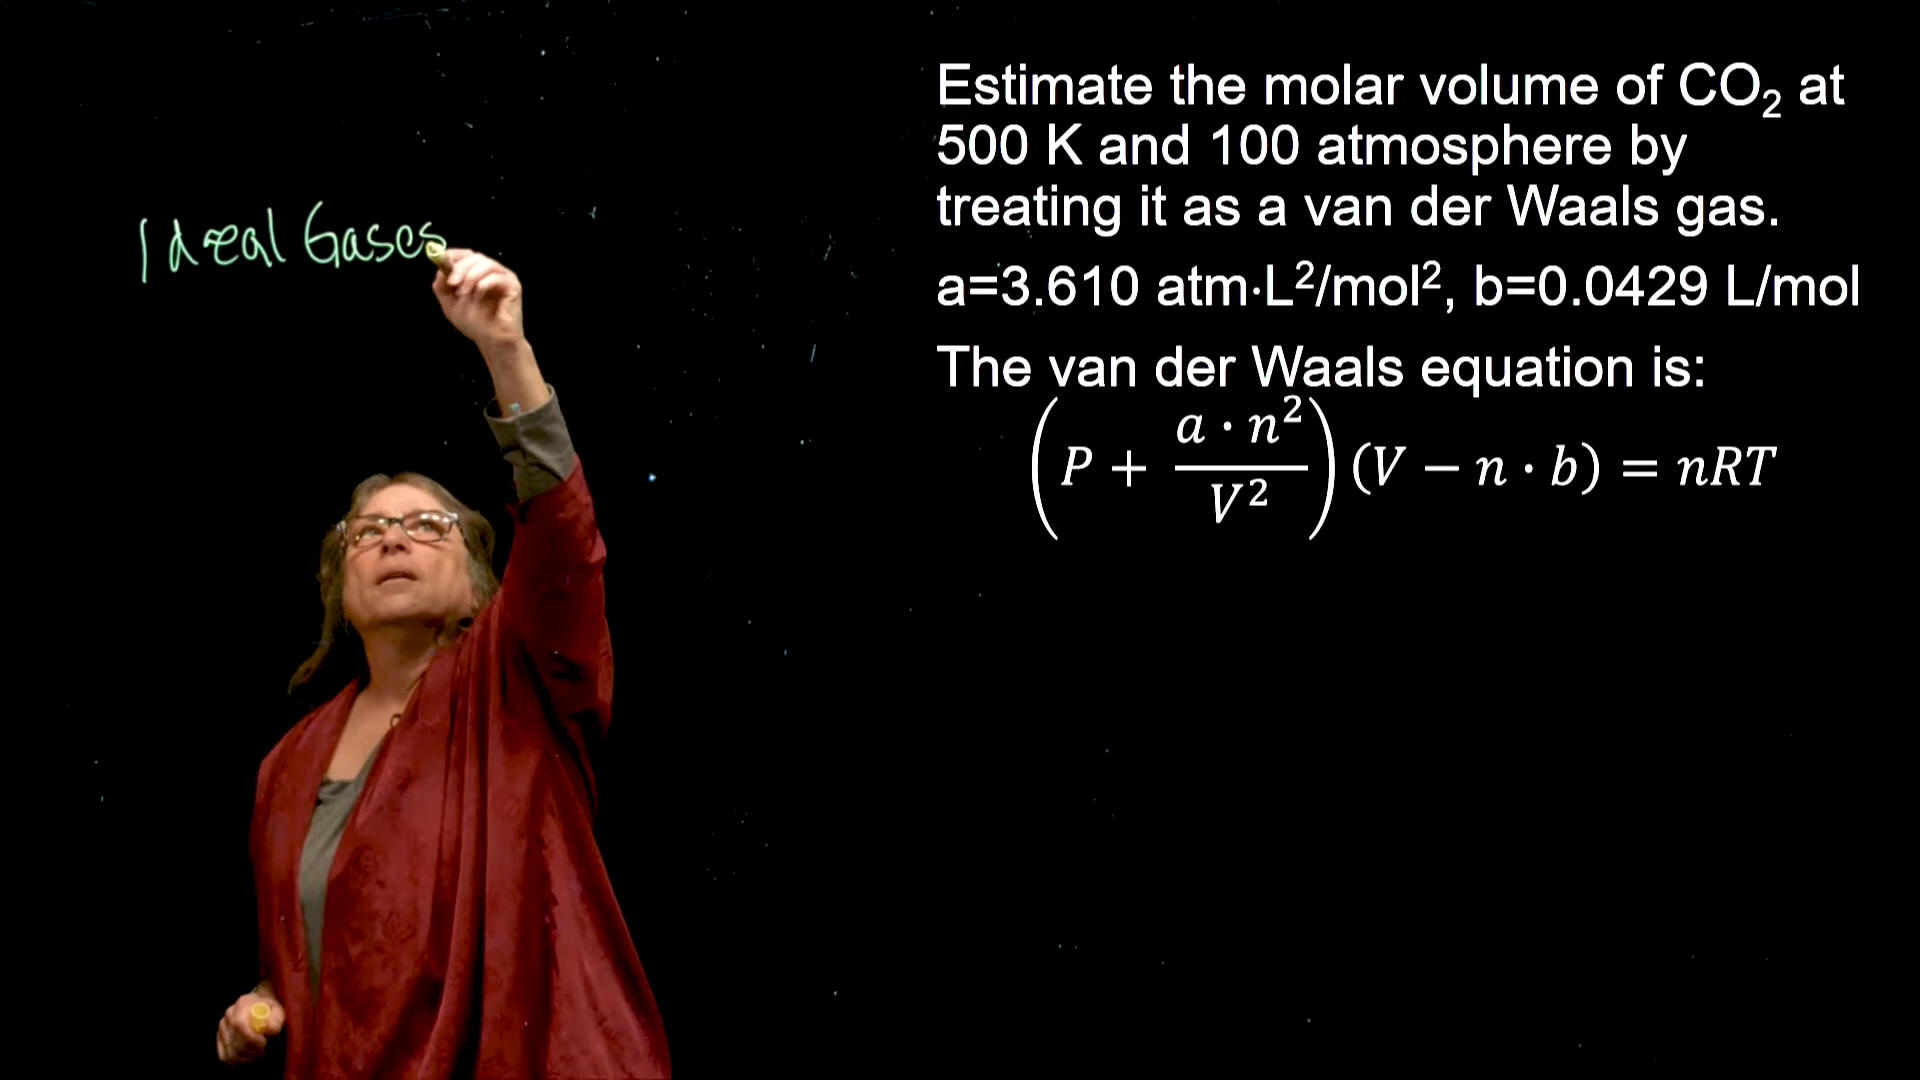 Ideal Gases
Estimate the molar volume of CO₂ at
500 K and 100 atmosphere by
treating it as a van der Waals gas.
a=3.610 atm·L²/mol², b=0.0429 L/mol
The van der Waals equation is:
(P + a · n²/V²) (V − n · b) = nRT